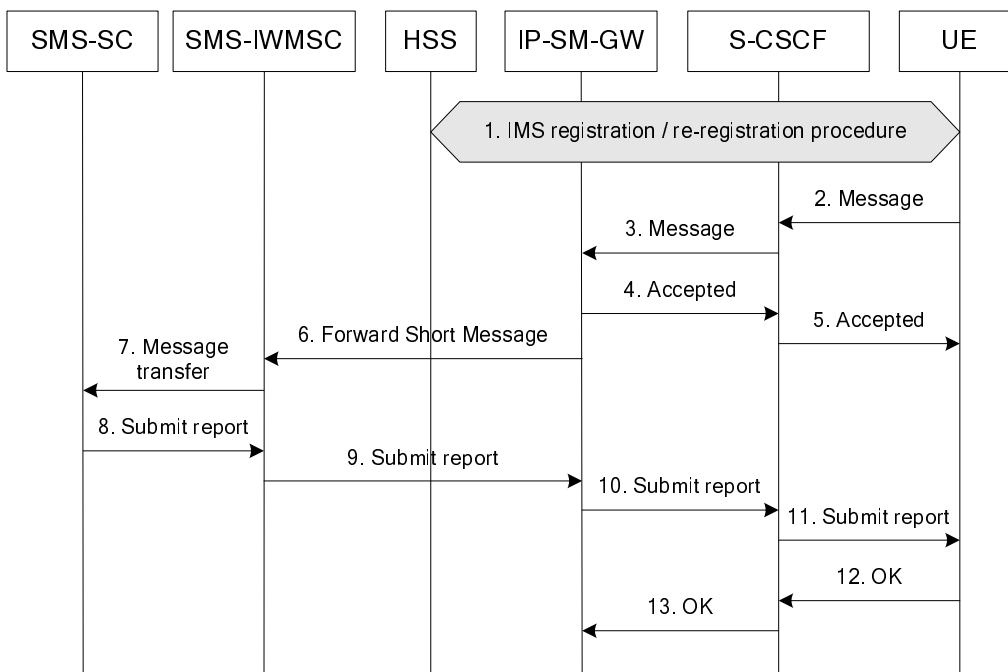 SMS-SC
SMS-IWMSC
HSS
IP-SM-GW
S-CSCF
UE
1. IMS registration / re-registration procedure
2. Message
3. Message
4. Accepted
5. Accepted
6. Forward Short Message
7. Message
transfer
8. Submit report
9. Submit report
10. Submit report
11. Submit report
12. OK
13. OK